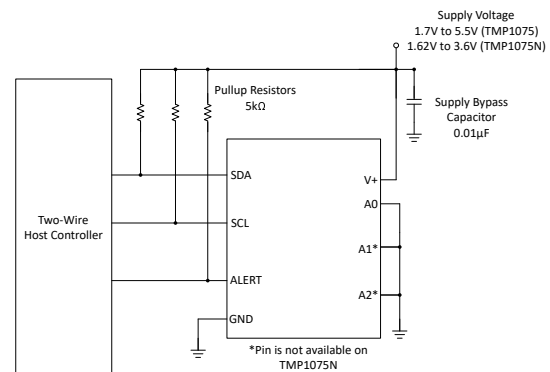 Supply Voltage
1.7V to 5.5V (TMP1075)
1.62V to 3.6V (TMP1075N)
Pullup Resistors
5kΩ
Supply Bypass
Capacitor
0.01µF
Two-Wire
Host Controller
SDA
SCL
ALERT
GND
V+
A0
A1*
A2*
*Pin is not available on
TMP1075N